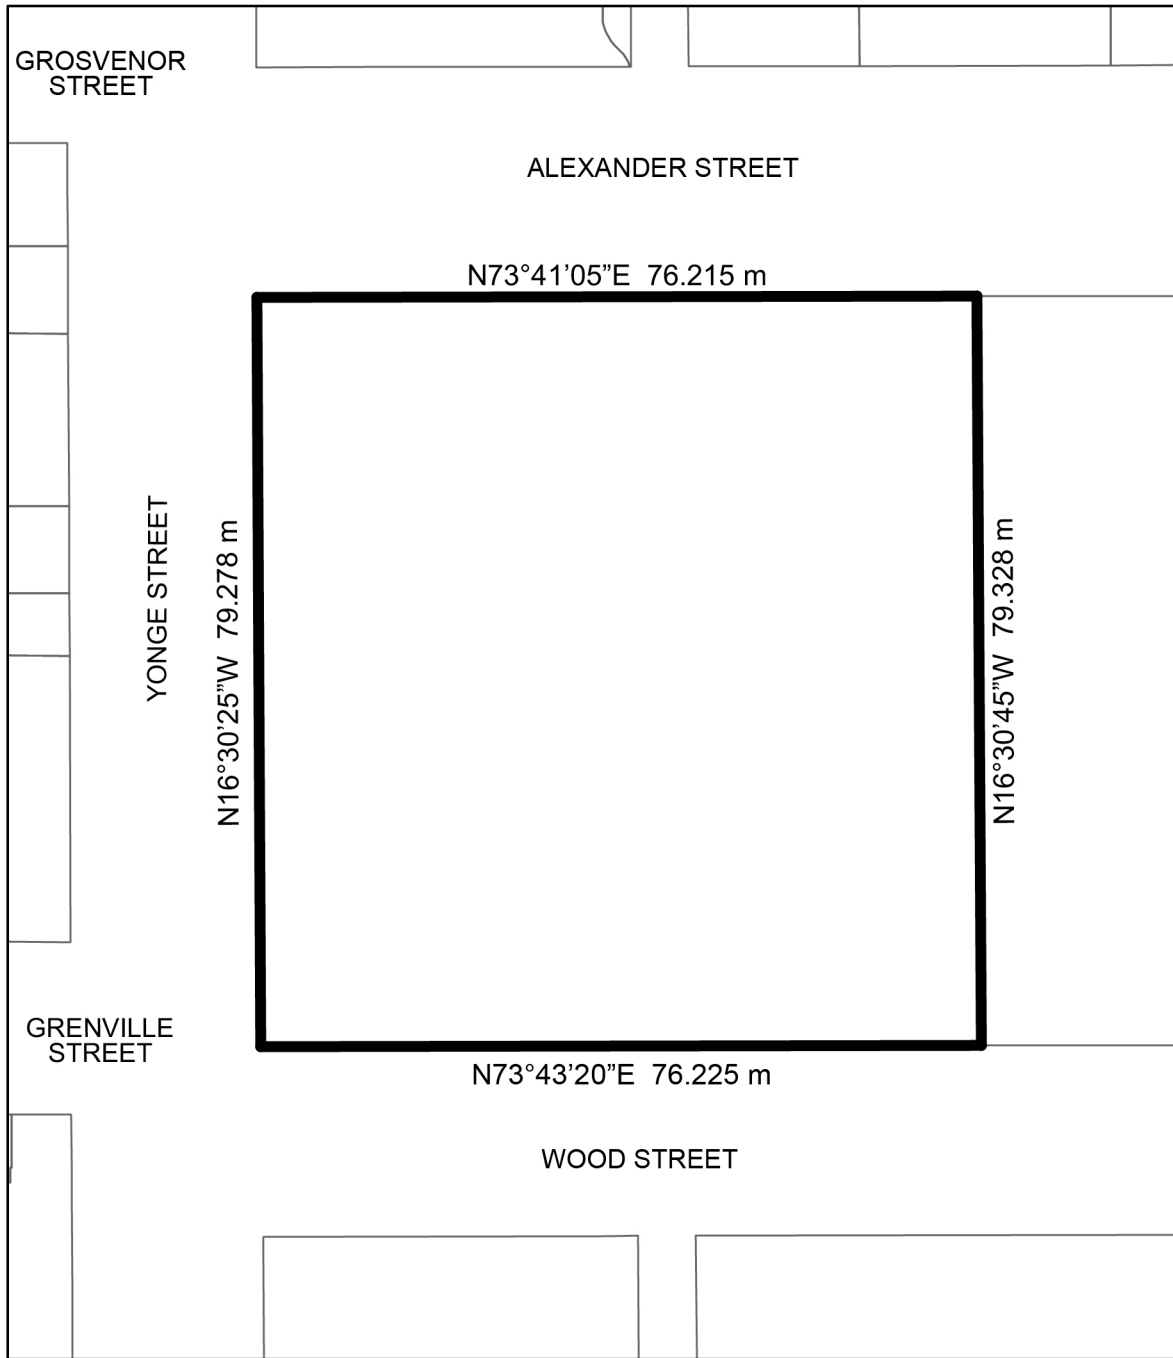 GROSVENOR
STREET
ALEXANDER STREET
N73°41’05”E 76.215 m
YONGE STREET
N16°30’25”W 79.278 m
N16°30’45”W 79.328 m
GRENVILLE
STREET
N73°43’20”E 76.225 m
WOOD STREET